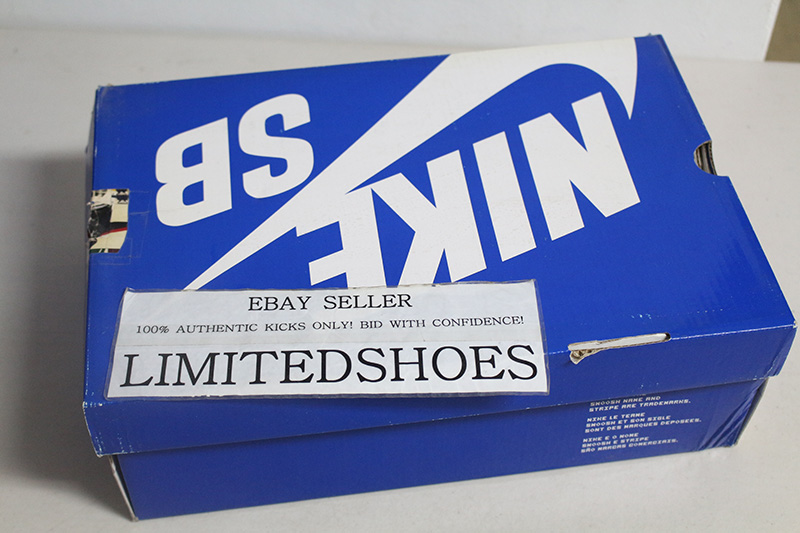 NIKE
SB
EBAY SELLER
100% AUTHENTIC KICKS ONLY! BID WITH CONFIDENCE!
LIMITEDSHOES
SWOOSH NAME AND
STRIPE ARE TRADEMARKS.
NIKE LE TERME
SWOOSH ET SON SIGLE
SONT DES MARQUES DEPOSÉES.
NIKE E O NOME
SWOOSH E STRIPE
SÃO MARCAS COMERCIAIS.